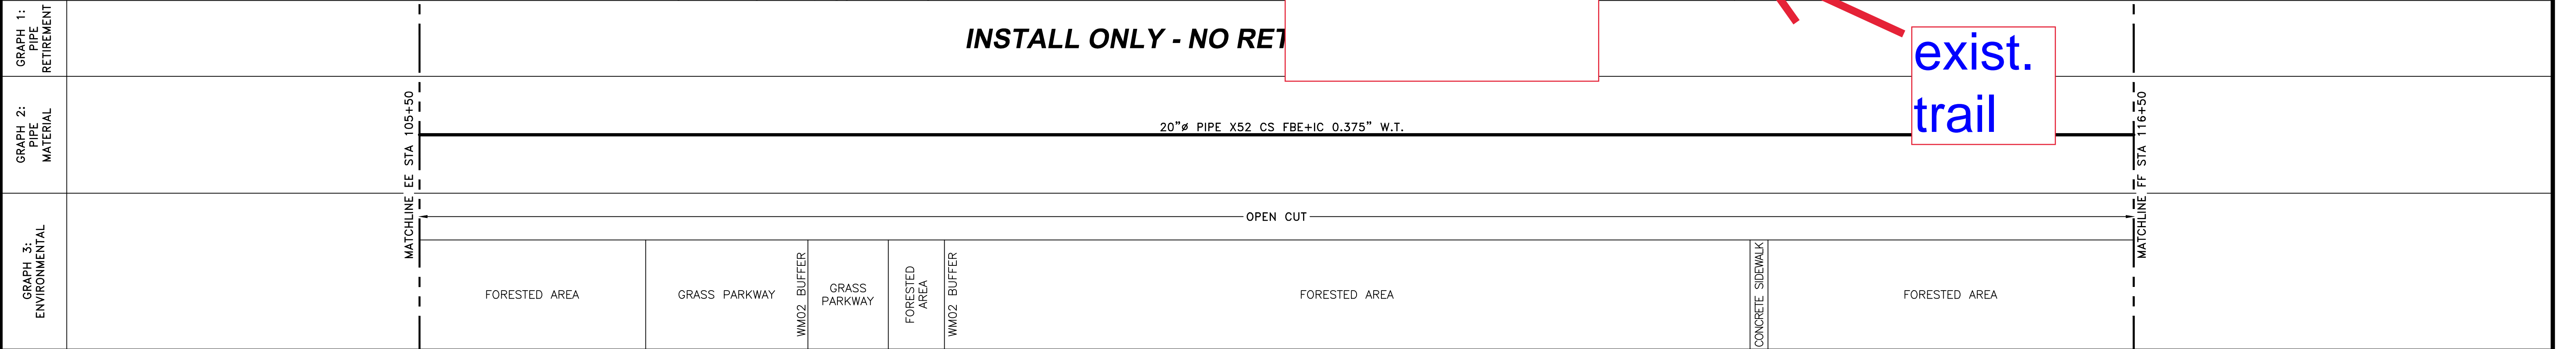 GRAPH 1:
PIPE
RETIREMENT
INSTALL ONLY - NO RET
exist.
trail
GRAPH 2:
PIPE
MATERIAL
MATCHLINE EE STA 105+50
20"ø PIPE X52 CS FBE+IC 0.375" W.T.
MATCHLINE FF STA 116+50
GRAPH 3:
ENVIRONMENTAL
OPEN CUT
FORESTED AREA
GRASS PARKWAY
WM02 BUFFER
GRASS
PARKWAY
FORESTED
AREA
WM02 BUFFER
FORESTED AREA
CONCRETE SIDEWALK
FORESTED AREA